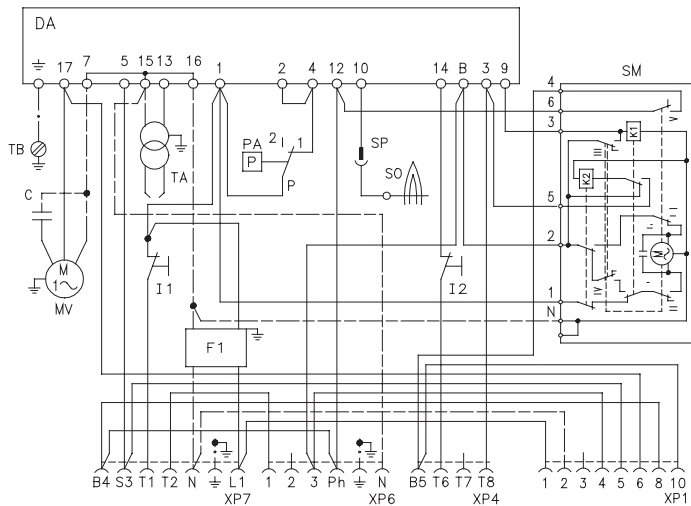 DA
17 7 5 15 13 16 1 2 4 12 10 14 B 3 9
SM
4
6
3
5
2
1
N
K1
K2
V
III
I
IV
I
II
M
TB
C
M
1
MV
TA
PA
P
2
1
P
SP
SO
I1
I2
F1
B4 S3 T1 T2 N L1 1 2 3 Ph N B5 T6 T7 T8 1 2 3 4 5 6 8 10
XP7 XP6 XP4 XP1